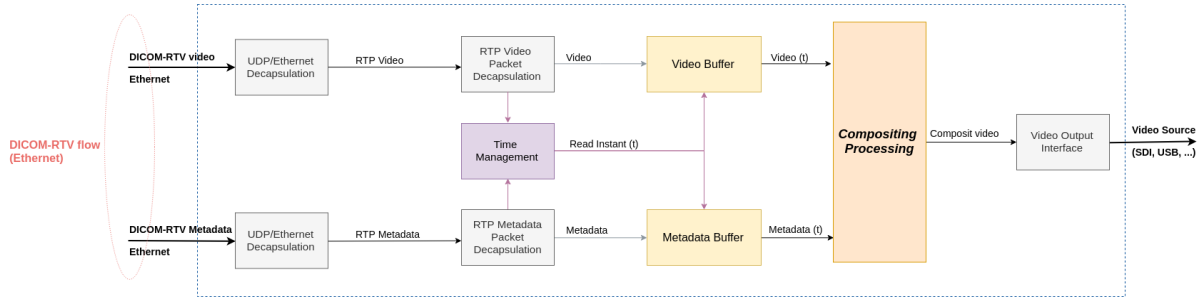 DICOM-RTV flow
(Ethernet)
DICOM-RTV video
Ethernet
UDP/Ethernet
Decapsulation
RTP Video
RTP Video
Packet
Decapsulation
Video
Video Buffer
Video (t)
Time
Management
Read Instant (t)
Compositing
Processing
Composit video
Video Output
Interface
Video Source
(SDI, USB, ...)
DICOM-RTV Metadata
Ethernet
UDP/Ethernet
Decapsulation
RTP Metadata
RTP Metadata
Packet
Decapsulation
Metadata
Metadata Buffer
Metadata (t)